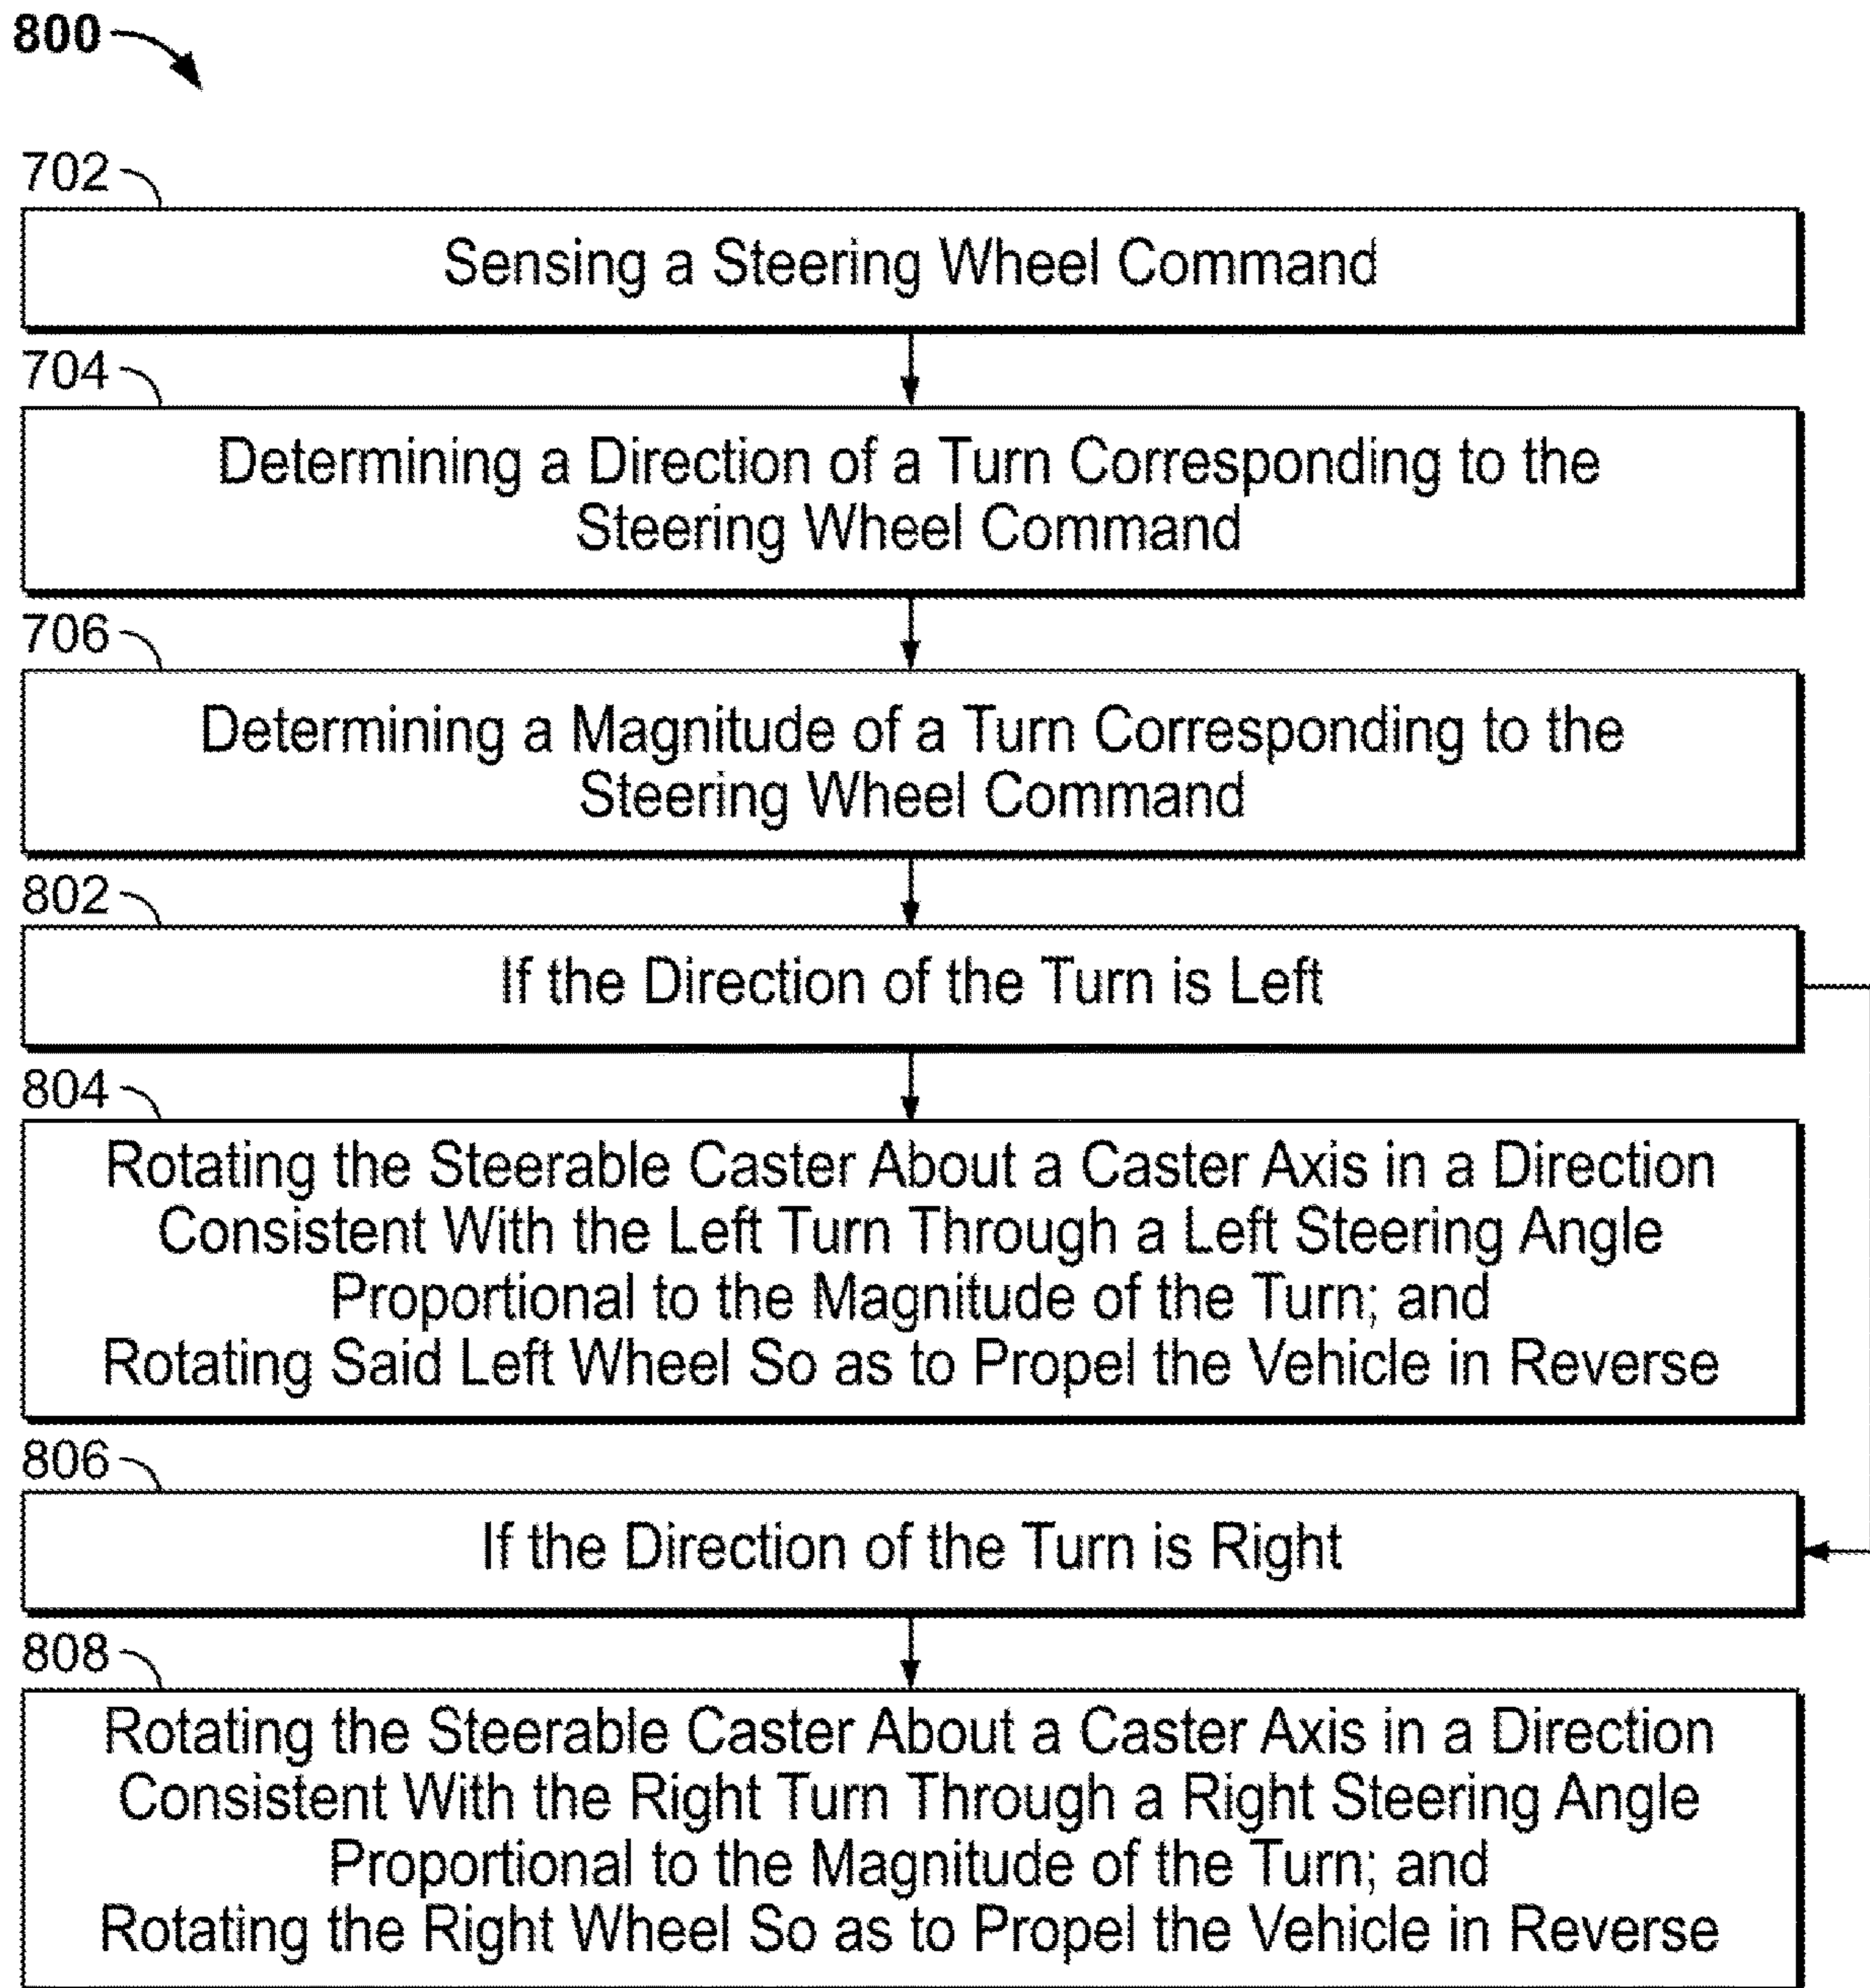 800
702
Sensing a Steering Wheel Command
704
Determining a Direction of a Turn Corresponding to the
Steering Wheel Command
706
Determining a Magnitude of a Turn Corresponding to the
Steering Wheel Command
802
If the Direction of the Turn is Left
804
Rotating the Steerable Caster About a Caster Axis in a Direction
Consistent With the Left Turn Through a Left Steering Angle
Proportional to the Magnitude of the Turn; and
Rotating Said Left Wheel So as to Propel the Vehicle in Reverse
806
If the Direction of the Turn is Right
808
Rotating the Steerable Caster About a Caster Axis in a Direction
Consistent With the Right Turn Through a Right Steering Angle
Proportional to the Magnitude of the Turn; and
Rotating the Right Wheel So as to Propel the Vehicle in Reverse